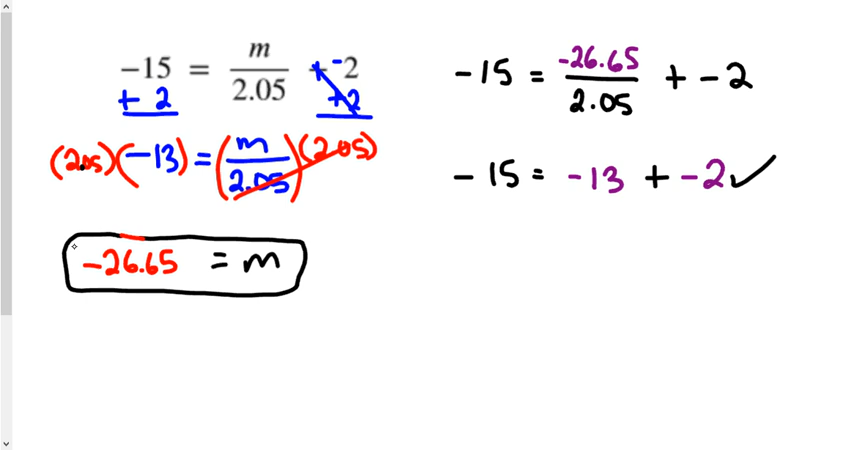 -15 = m/2.05 + -2
+ 2 +2
(2.05)(-13) = (m/2.05)(2.05)
-26.65 = m
-15 = -26.65/2.05 + -2
-15 = -13 + -2 ✓